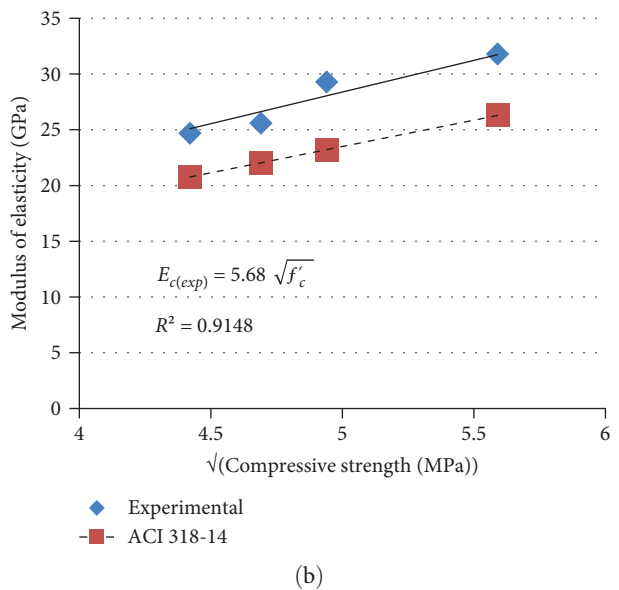 35
30
25
20
15
10
5
0
Modulus of elasticity (GPa)
E_c(exp) = 5.68 √f′_c
R² = 0.9148
4
4.5
5
5.5
6
√(Compressive strength (MPa))
Experimental
ACI 318-14
(b)